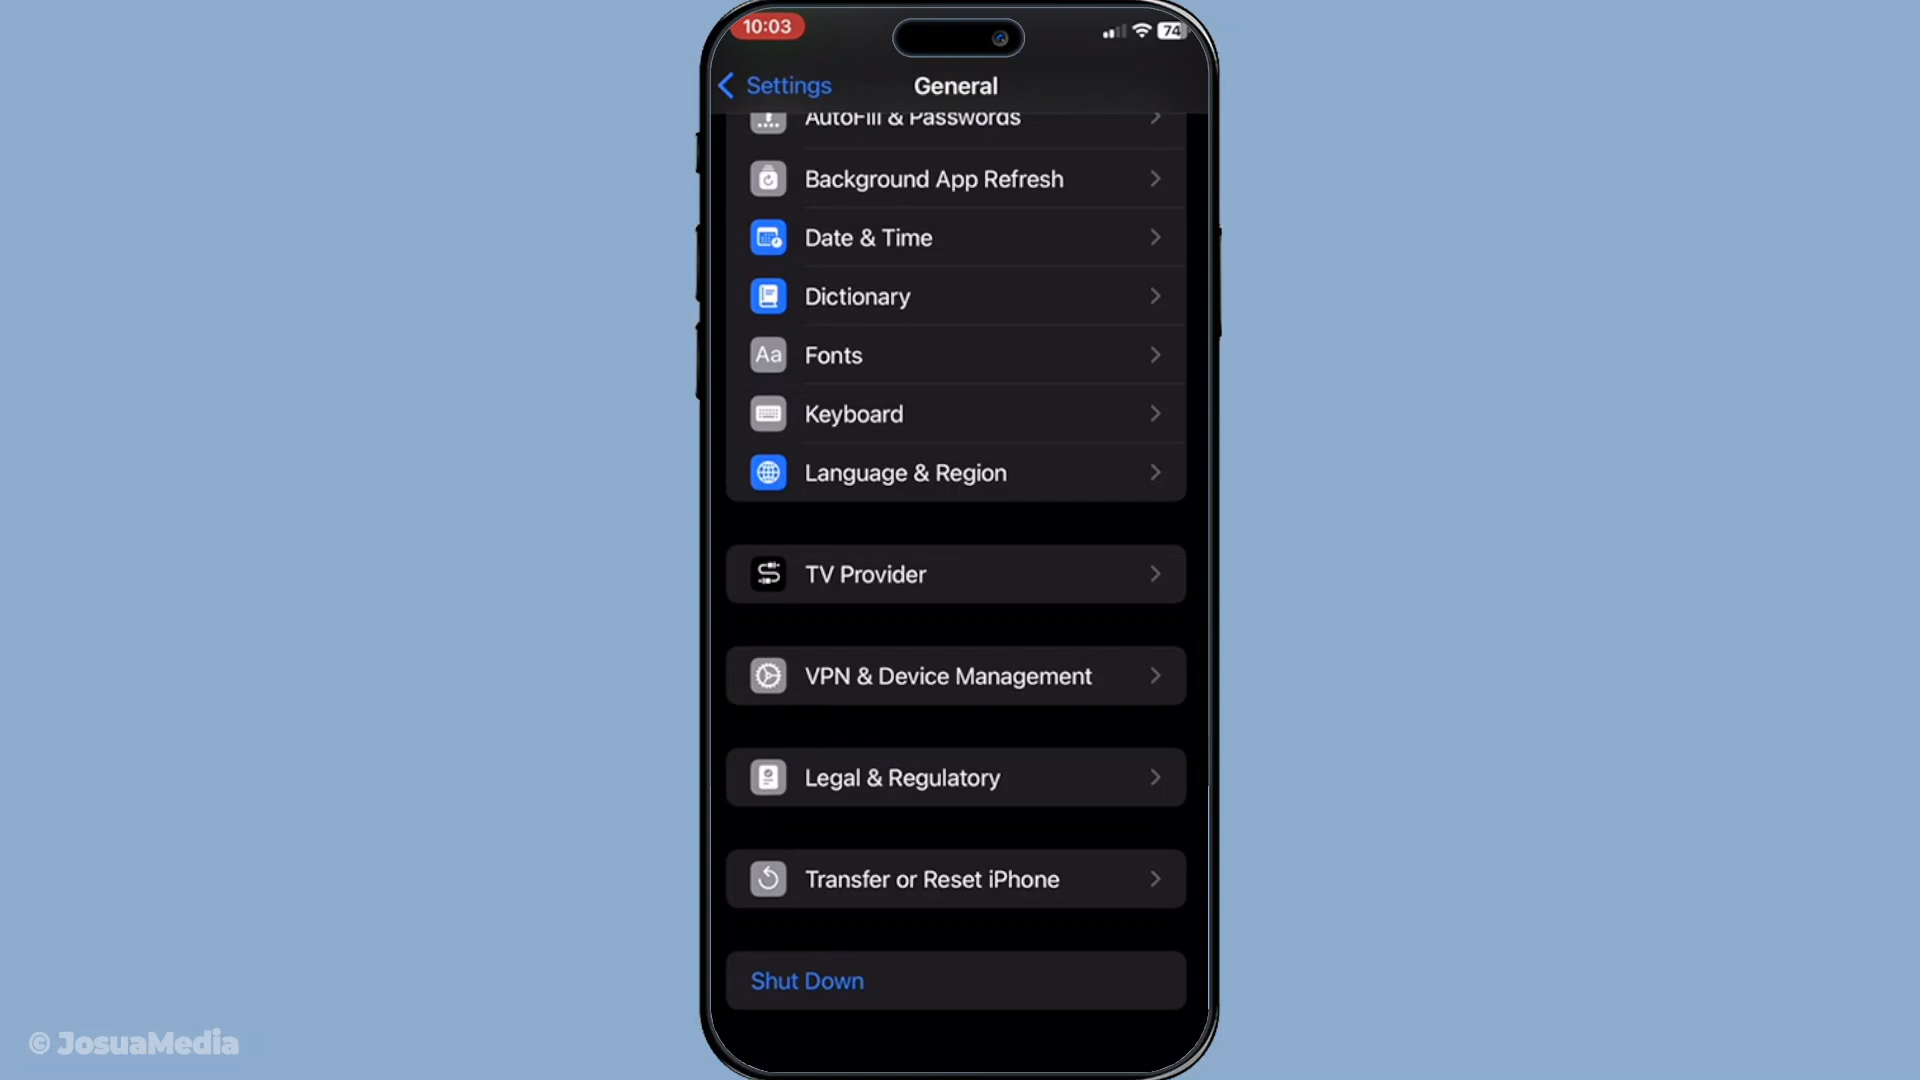 10:03
74
Settings
General
AutoFill & Passwords
Background App Refresh
Date & Time
Dictionary
Aa
Fonts
Keyboard
Language & Region
TV Provider
VPN & Device Management
Legal & Regulatory
Transfer or Reset iPhone
Shut Down
© JosuaMedia